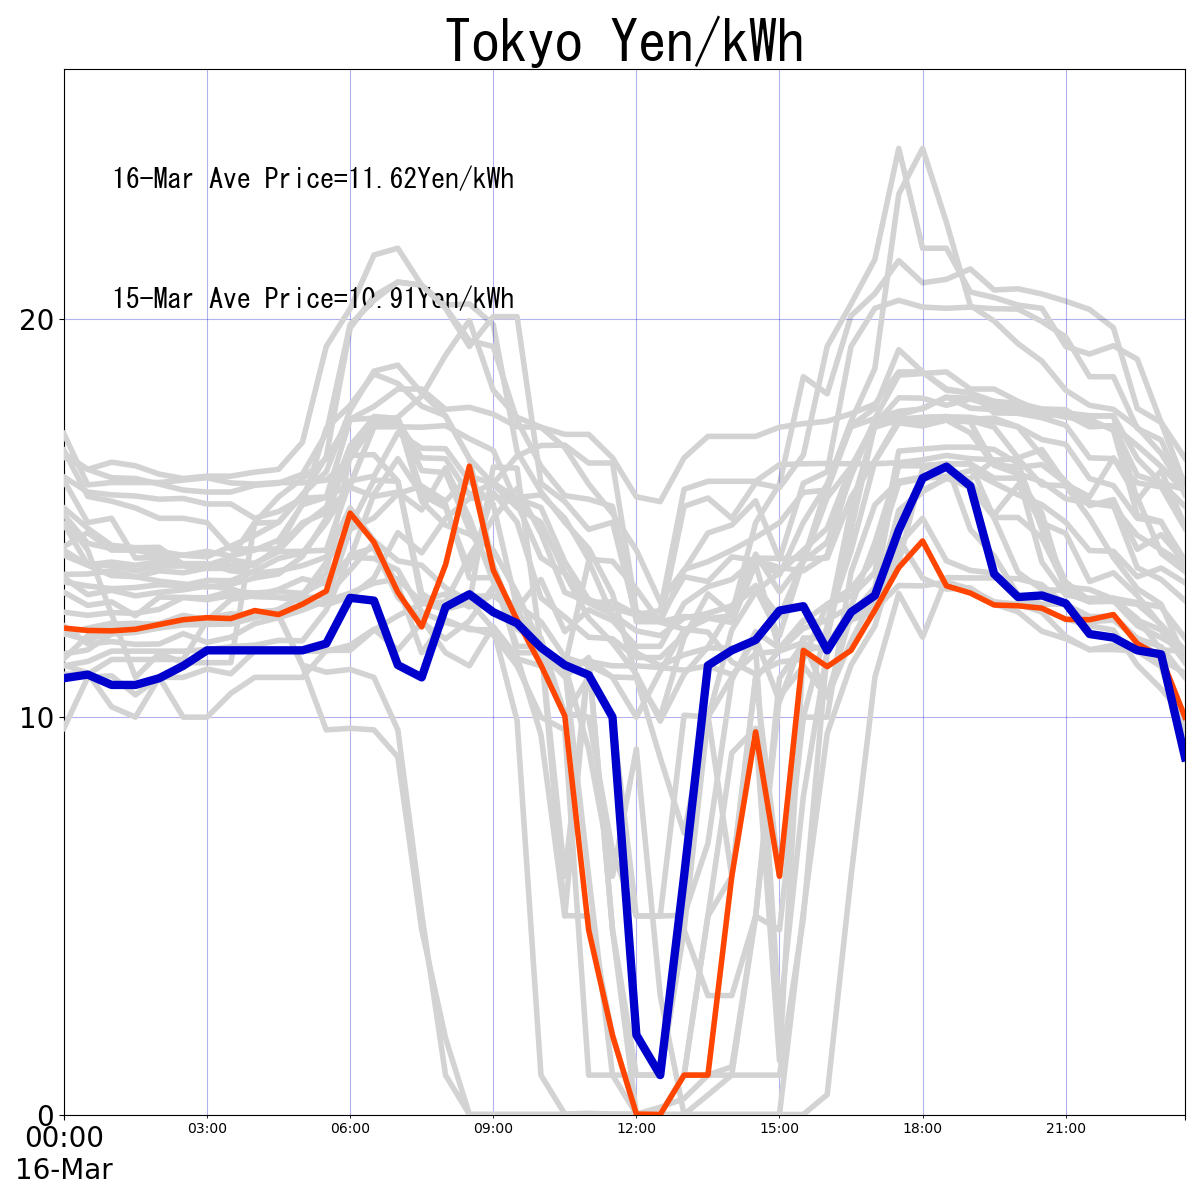 Tokyo Yen/kWh
16-Mar Ave Price=11.62Yen/kWh
15-Mar Ave Price=10.91Yen/kWh
20
10
0
00:00 03:00 06:00 09:00 12:00 15:00 18:00 21:00
16-Mar